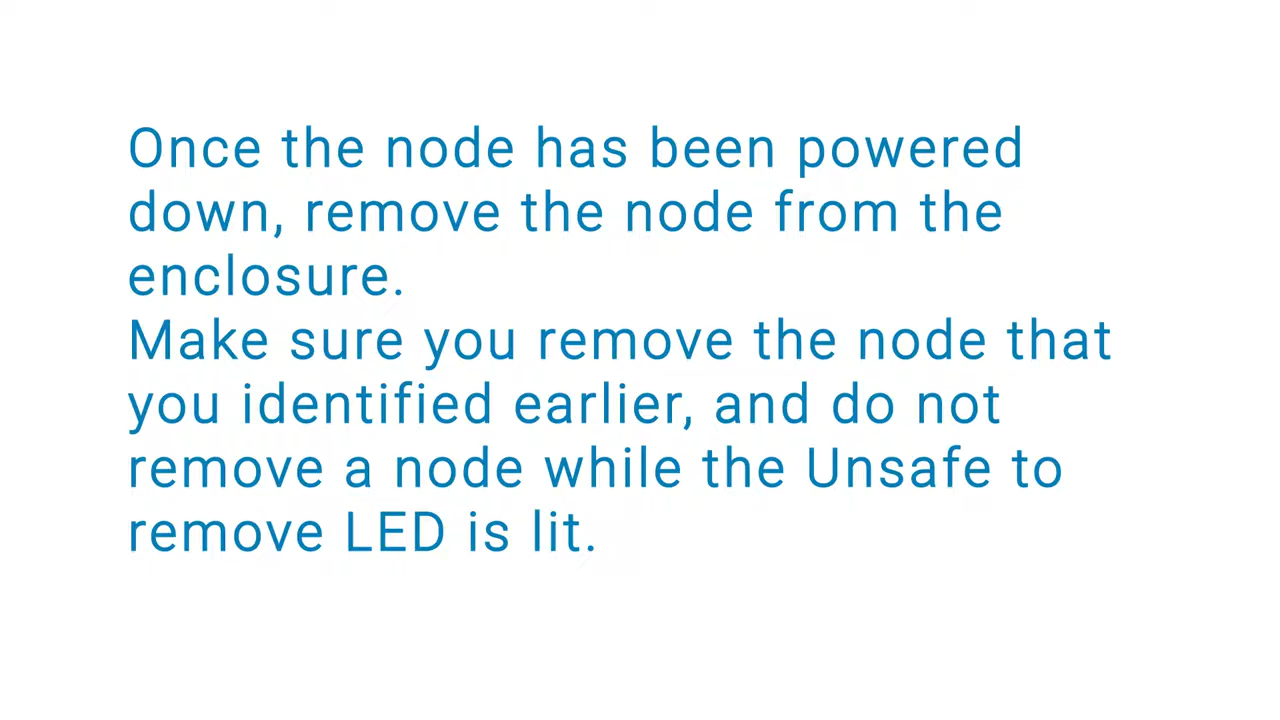 Once the node has been powered
down, remove the node from the
enclosure.
Make sure you remove the node that
you identified earlier, and do not
remove a node while the Unsafe to
remove LED is lit.